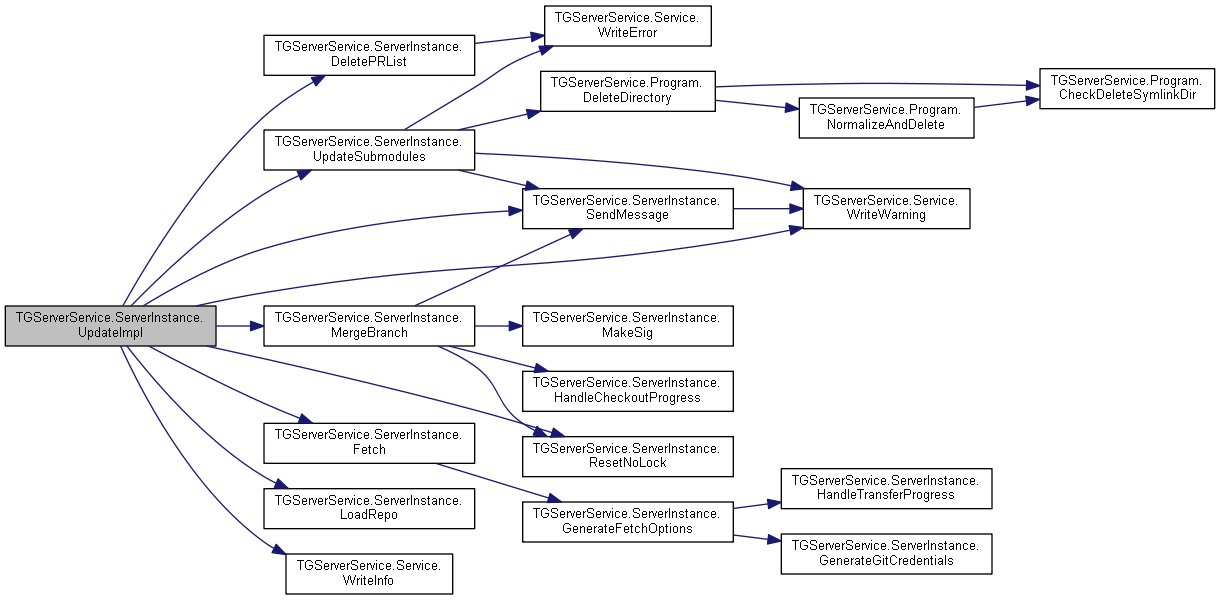 TGServerService.Service.
WriteError
TGServerService.ServerInstance.
DeletePRList
TGServerService.Program.
DeleteDirectory
TGServerService.Program.
CheckDeleteSymlinkDir
TGServerService.Program.
NormalizeAndDelete
TGServerService.ServerInstance.
UpdateSubmodules
TGServerService.ServerInstance.
SendMessage
TGServerService.Service.
WriteWarning
TGServerService.ServerInstance.
UpdateImpl
TGServerService.ServerInstance.
MergeBranch
TGServerService.ServerInstance.
MakeSig
TGServerService.ServerInstance.
HandleCheckoutProgress
TGServerService.ServerInstance.
Fetch
TGServerService.ServerInstance.
ResetNoLock
TGServerService.ServerInstance.
HandleTransferProgress
TGServerService.ServerInstance.
LoadRepo
TGServerService.ServerInstance.
GenerateFetchOptions
TGServerService.ServerInstance.
GenerateGitCredentials
TGServerService.Service.
WriteInfo